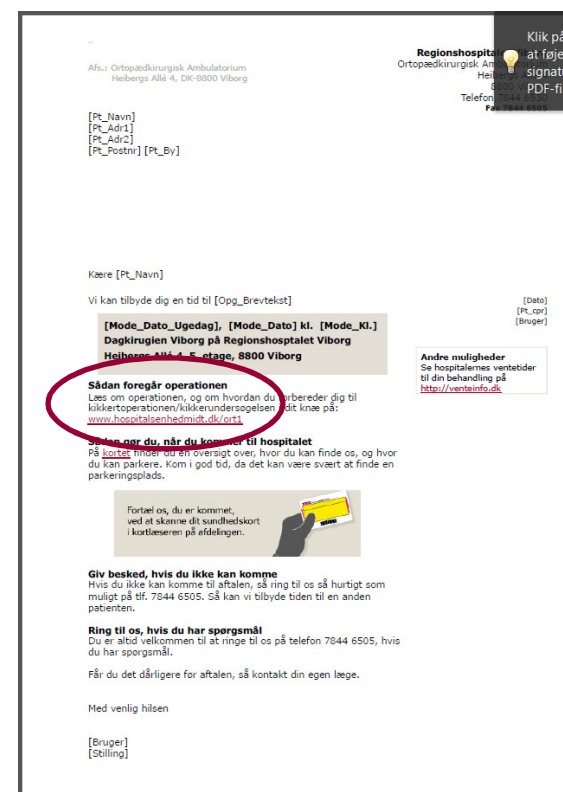 Klik på
at føje
signatu
PDF-fi
Regionshospita
Afs.: Ortopædkirurgisk Ambulatorium
Heibergs Allé 4, DK-8800 Viborg
Ortopædkirurgisk Am
Heib
8800 V
Telefon 7844 6530
Fax 7844 6505
[Pt_Navn]
[Pt_Adr1]
[Pt_Adr2]
[Pt_Postnr] [Pt_By]
Kære [Pt_Navn]
Vi kan tilbyde dig en tid til [Opg_Brevtekst]
[Dato]
[Pt_cpr]
[Bruger]
[Mode_Dato_Ugedag], [Mode_Dato] kl. [Mode_Kl.]
Dagkirugien Viborg på Regionshosptalet Viborg
Heibergs Allé 4, 5. etage, 8800 Viborg
Andre muligheder
Se hospitalernes ventetider
til din behandling på
http://venteinfo.dk
Sådan foregår operationen
Læs om operationen, og om hvordan du forbereder dig til
kikkertoperationen/kikkerundersøgelsen i dit knæ på:
www.hospitalsenhedmidt.dk/ort1
Sådan gør du, når du kommer til hospitalet
På kortet finder du en oversigt over, hvor du kan finde os, og hvor
du kan parkere. Kom i god tid, da det kan være svært at finde en
parkeringsplads.
Fortæl os, du er kommet,
ved at skanne dit sundhedskort
i kortlæseren på afdelingen.
Giv besked, hvis du ikke kan komme
Hvis du ikke kan komme til aftalen, så ring til os så hurtigt som
muligt på tlf. 7844 6505. Så kan vi tilbyde tiden til en anden
patienten.
Ring til os, hvis du har spørgsmål
Du er altid velkommen til at ringe til os på telefon 7844 6505, hvis
du har spørgsmål.
Får du det dårligere før aftalen, så kontakt din egen læge.
Med venlig hilsen
[Bruger]
[Stilling]